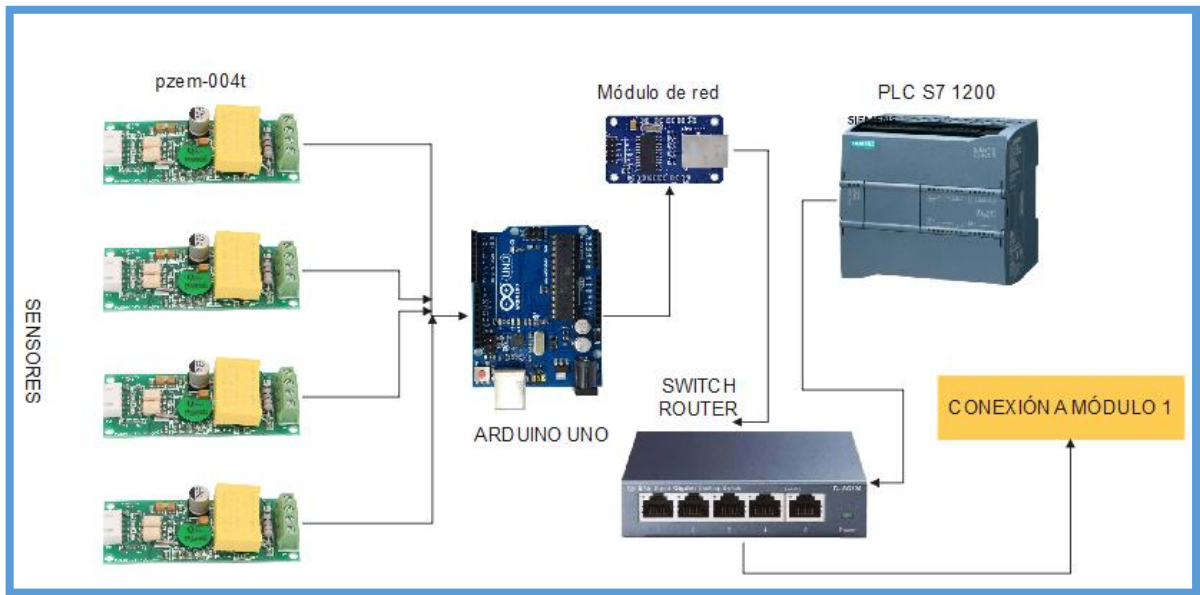 pzem-004t
Módulo de red
PLC S7 1200
SIEMENS
SENSORES
ARDUINO UNO
SWITCH
ROUTER
CONEXIÓN A MÓDULO 1